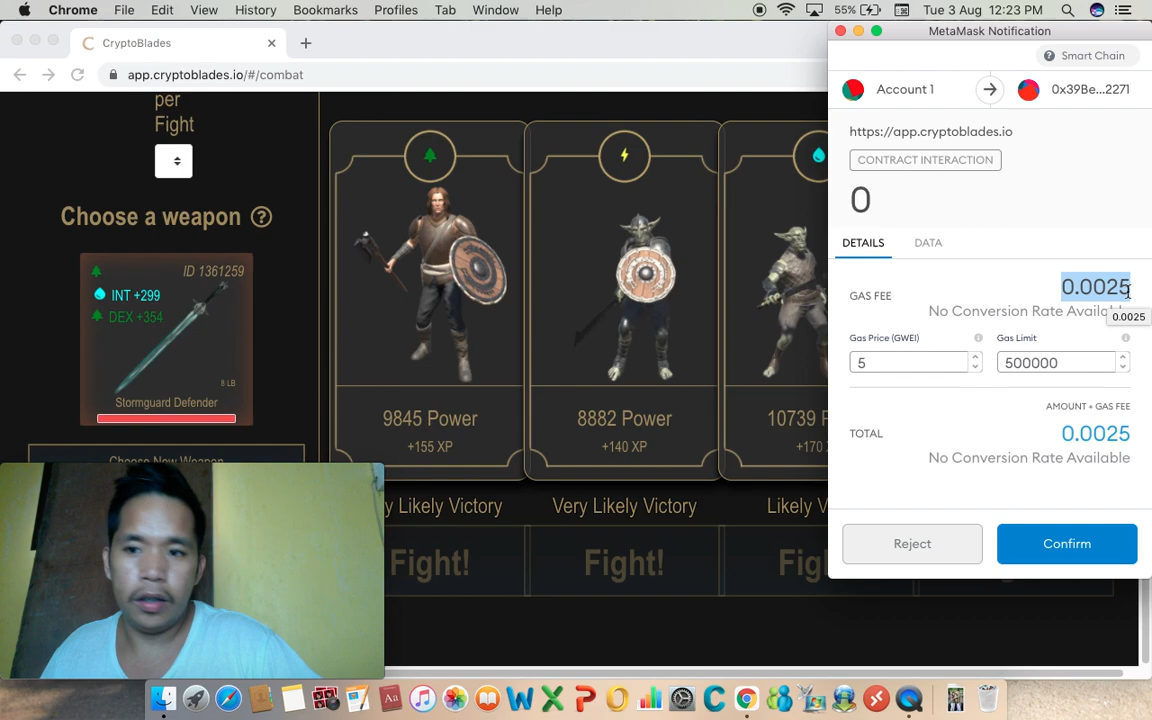 Chrome File Edit View History Bookmarks Profiles Tab Window Help
55%
Tue 3 Aug 12:23 PM
CryptoBlades
app.cryptoblades.io/#/combat
per
Fight
Choose a weapon ?
ID 1361259
INT +299
DEX +354
8 LB
Stormguard Defender
Choose New Weapon
9845 Power
+155 XP
y Likely Victory
Fight!
8882 Power
+140 XP
Very Likely Victory
Fight!
10739 P
+170
Likely V
Figl
MetaMask Notification
? Smart Chain
Account 1
0x39Be...2271
https://app.cryptoblades.io
CONTRACT INTERACTION
0
DETAILS DATA
GAS FEE
0.0025
No Conversion Rate Availabl
0.0025
Gas Price (GWEI)
Gas Limit
5
500000
AMOUNT + GAS FEE
TOTAL
0.0025
No Conversion Rate Available
Reject
Confirm